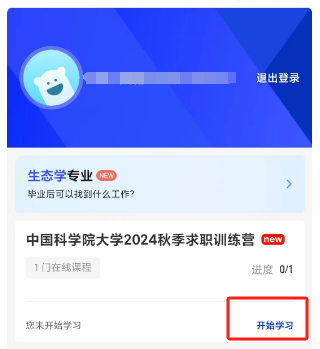 退出登录
生态学专业 NEW
毕业后可以找到什么工作?
中国科学院大学2024秋季求职训练营 new
1 门在线课程
进度 0/1
您未开始学习
开始学习